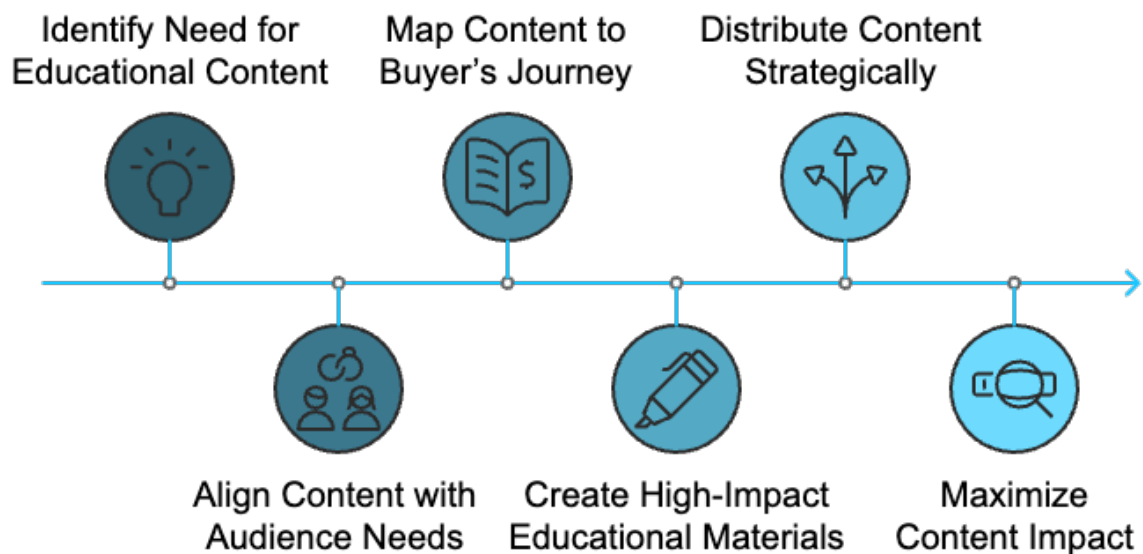 Identify Need for
Educational Content
Map Content to
Buyer’s Journey
Distribute Content
Strategically
$
Align Content with
Audience Needs
Create High-Impact
Educational Materials
Maximize
Content Impact